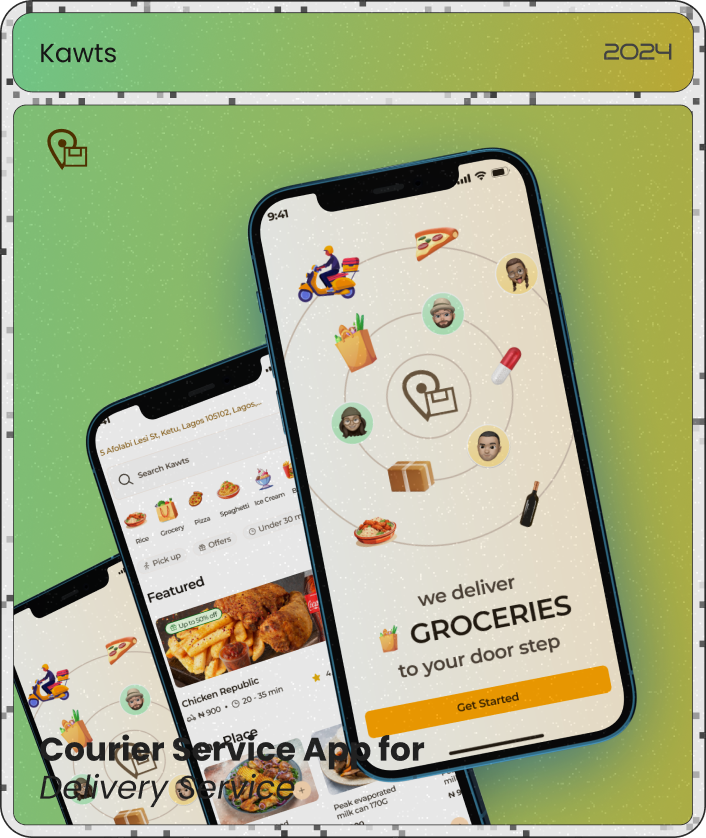 Kawts
2024
9:41
we deliver
GROCERIES
to your door step
Get Started
5 Afolabi Lesi St, Ketu, Lagos 105102, Lagos,...
Search Kawts
Rice
Grocery
Pizza
Spaghetti
Ice Cream
Pick up
Offers
Under 30 m
Featured
Up to 50% off
Chicken Republic
₦ 900 • 20 - 35 min
4
Place
Peak evaporated
milk can 170G
₦ 9
Courier Service App for
Delivery Service